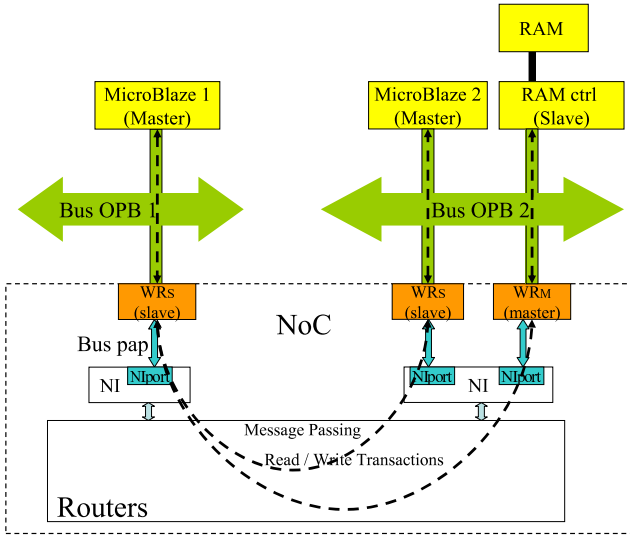 RAM
MicroBlaze 1
(Master)
MicroBlaze 2
(Master)
RAM ctrl
(Slave)
Bus OPB 1
Bus OPB 2
WRS
(slave)
WRS
(slave)
WRM
(master)
NoC
Bus pap
NIport
NI
NIport
NI
NIport
Message Passing
Read / Write Transactions
Routers